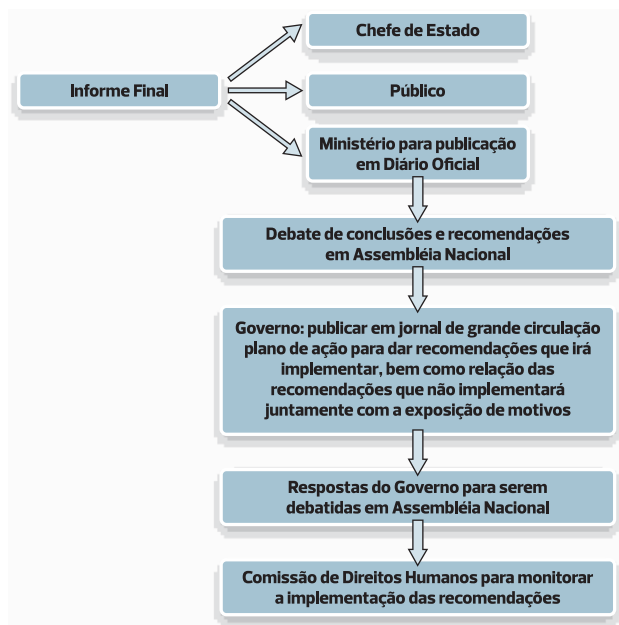 Chefe de Estado
Informe Final
Público
Ministério para publicação
em Diário Oficial
Debate de conclusões e recomendações
em Assembléia Nacional
Governo: publicar em jornal de grande circulação
plano de ação para dar recomendações que irá
implementar, bem como relação das
recomendações que não implementará
juntamente com a exposição de motivos
Respostas do Governo para serem
debatidas em Assembléia Nacional
Comissão de Direitos Humanos para monitorar
a implementação das recomendações